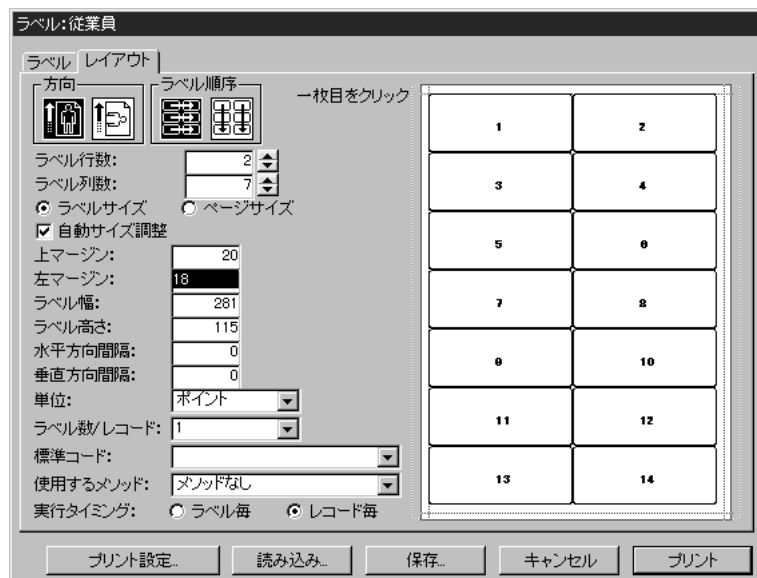 ラベル:従業員
ラベル レイアウト
方向 ラベル順序
一枚目をクリック
ラベル行数: 2
ラベル列数: 7
ラベルサイズ ページサイズ
自動サイズ調整
上マージン: 20
左マージン: 18
ラベル幅: 281
ラベル高さ: 115
水平方向間隔: 0
垂直方向間隔: 0
単位: ポイント
ラベル数/レコード: 1
標準コード:
使用するメソッド: メソッドなし
実行タイミング: ラベル毎 レコード毎
1 2
3 4
5 6
7 8
9 10
11 12
13 14
プリント設定... 読み込み... 保存... キャンセル プリント